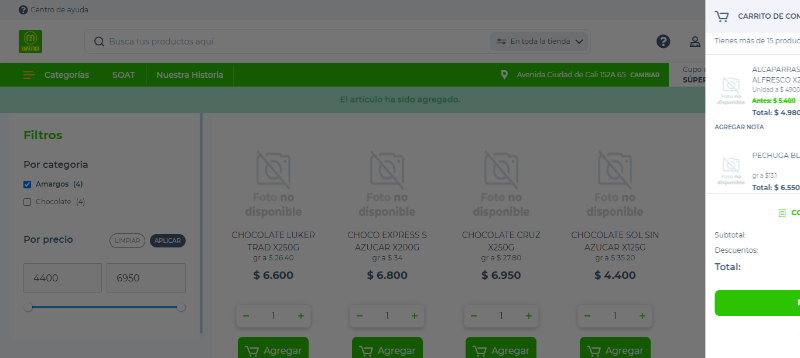 Centro de ayuda
CARRITO DE COM
Tienes más de 15 produc
m
Busca tus productos aquí
En toda la tienda
Categorías
SOAT
Nuestra Historia
Avenida Ciudad de Cali 152A 65 CAMBIAR
Cupo
SÚPER
El artículo ha sido agregado.
Filtros
Por categoría
Amargos (4)
Chocolate (4)
Por precio
LIMPIAR
APLICAR
4400
6950
Foto no
disponible
CHOCOLATE LUKER
TRAD X250G
gr a $ 26.40
$ 6.600
1
Agregar
Foto no
disponible
CHOCO EXPRESS S
AZUCAR X200G
gr a $ 34
$ 6.800
1
Agregar
Foto no
disponible
CHOCOLATE CRUZ
X250G
gr a $ 27.80
$ 6.950
1
Agregar
Foto no
disponible
CHOCOLATE SOL SIN
AZUCAR X125G
gr a $ 35.20
$ 4.400
1
Agregar
Foto no
disponible
ALCAPARRAS
ALFRESCO X2
Unidad a $ 4900
Antes: $ 5.400
Total: $ 4.980
AGREGAR NOTA
Foto no
disponible
PECHUGA BL
gr a $13.1
Total: $ 6.550
CO
Subtotal:
Descuentos:
Total: